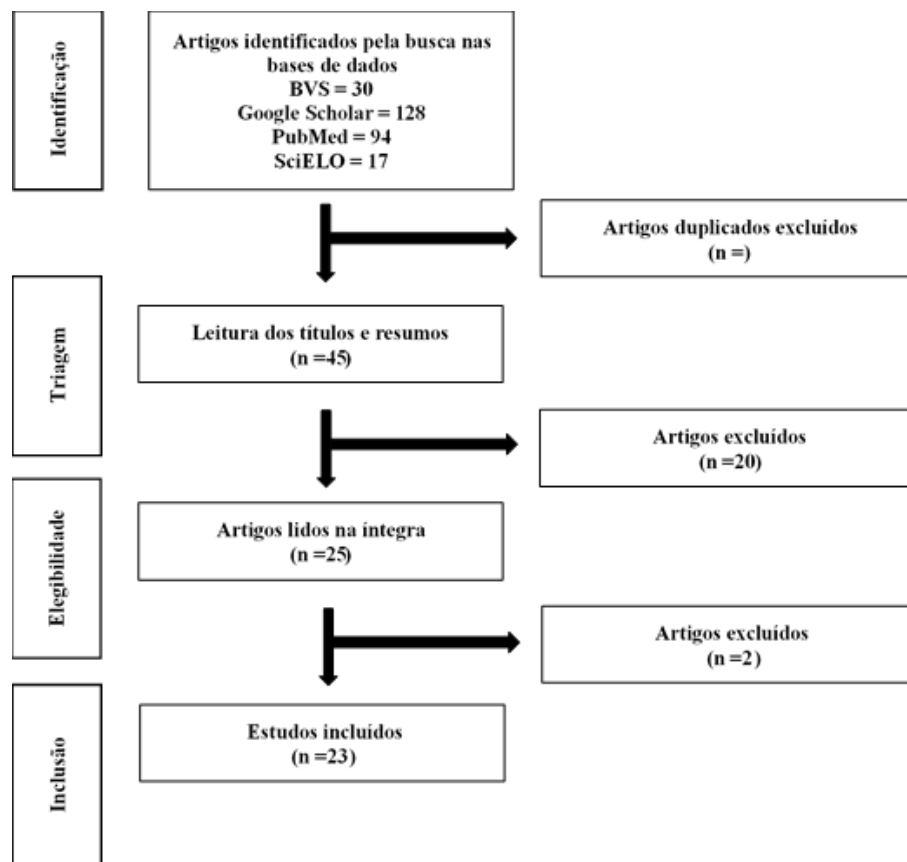 Identificação
Artigos identificados pela busca nas
bases de dados
BVS = 30
Google Scholar = 128
PubMed = 94
SciELO = 17
Artigos duplicados excluídos
(n =)
Triagem
Leitura dos títulos e resumos
(n =45)
Artigos excluídos
(n =20)
Elegibilidade
Artigos lidos na íntegra
(n =25)
Artigos excluídos
(n =2)
Inclusão
Estudos incluídos
(n =23)